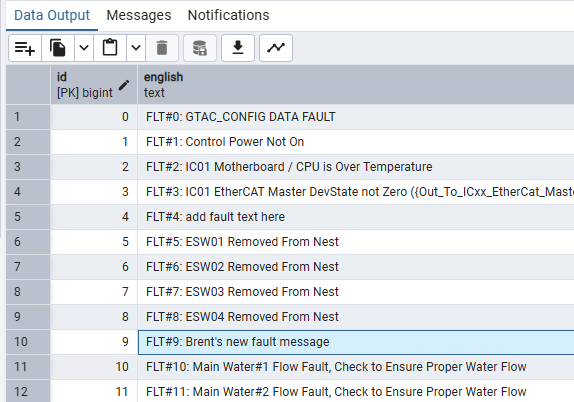 Data Output Messages Notifications
id english
[PK] bigint text
1 0 FLT#0: GTAC_CONFIG DATA FAULT
2 1 FLT#1: Control Power Not On
3 2 FLT#2: IC01 Motherboard / CPU is Over Temperature
4 3 FLT#3: IC01 EtherCAT Master DevState not Zero ({Out_To_ICxx_EtherCat_Mast
5 4 FLT#4: add fault text here
6 5 FLT#5: ESW01 Removed From Nest
7 6 FLT#6: ESW02 Removed From Nest
8 7 FLT#7: ESW03 Removed From Nest
9 8 FLT#8: ESW04 Removed From Nest
10 9 FLT#9: Brent's new fault message
11 10 FLT#10: Main Water#1 Flow Fault, Check to Ensure Proper Water Flow
12 11 FLT#11: Main Water#2 Flow Fault, Check to Ensure Proper Water Flow